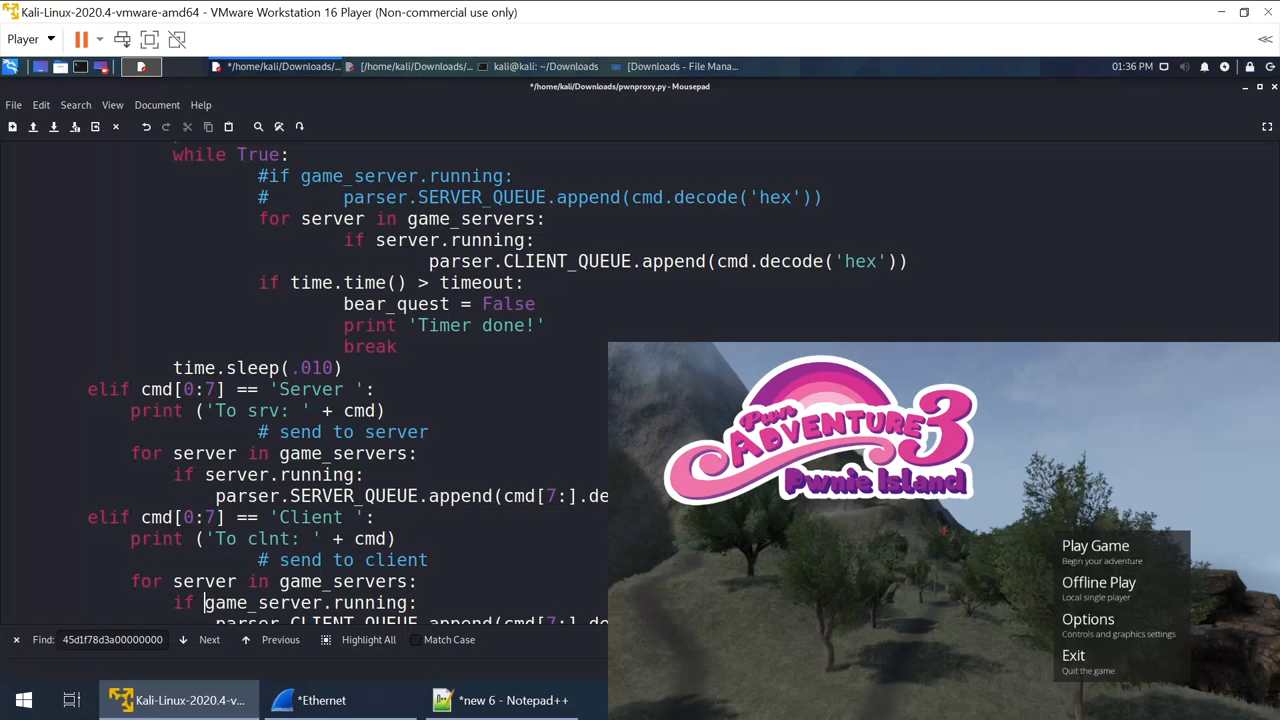 Kali-Linux-2020.4-vmware-amd64 - VMware Workstation 16 Player (Non-commercial use only)
Player
*/home/kali/Downloads/...
[/home/kali/Downloads/...
kali@kali: ~/Downloads
[Downloads - File Mana...
01:36 PM
*/home/kali/Downloads/pwnproxy.py - Mousepad
File Edit Search View Document Help
while True:
#if game_server.running:
# parser.SERVER_QUEUE.append(cmd.decode('hex'))
for server in game_servers:
if server.running:
parser.CLIENT_QUEUE.append(cmd.decode('hex'))
if time.time() > timeout:
bear_quest = False
print 'Timer done!'
break
time.sleep(.010)
elif cmd[0:7] == 'Server ':
print ('To srv: ' + cmd)
# send to server
for server in game_servers:
if server.running:
parser.SERVER_QUEUE.append(cmd[7:].de
elif cmd[0:7] == 'Client ':
print ('To clnt: ' + cmd)
# send to client
for server in game_servers:
if game_server.running:
parser.CLIENT_QUEUE.append(cmd[7:].de
Find: 45d1f78d3a00000000 Next Previous Highlight All Match Case
Pwn
Adventure 3
Pwnie Island
Play Game
Begin your adventure
Offline Play
Local single player
Options
Controls and graphics settings
Exit
Quit the game
Kali-Linux-2020.4-v...
*Ethernet
*new 6 - Notepad++